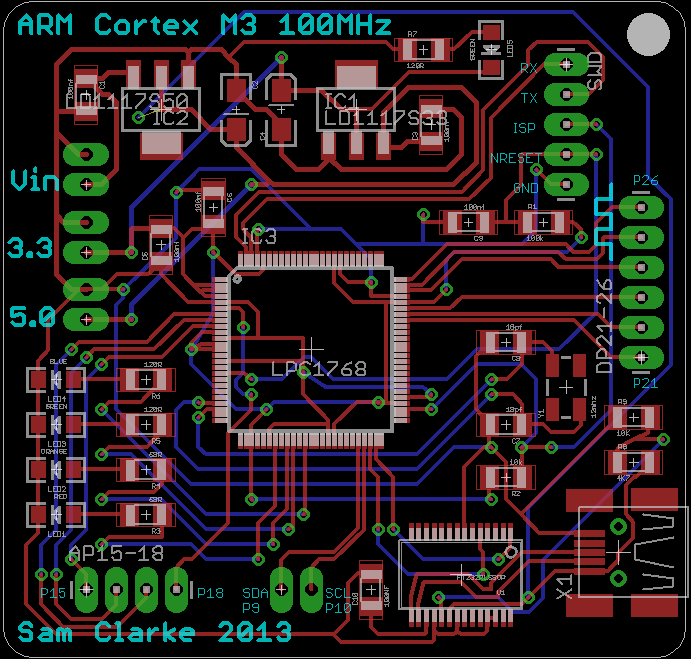 ARM Cortex M3 100MHz
R7
120R
GREEN
LED5
SWD
RX
TX
ISP
NRESET
GND
100nf
C1
LD1117S50
IC2
C2
C4
IC1
LD1117S33
C3
100nf
Vin
3.3
5.0
100nf
C6
100nf
IC3
LPC1768
100nf
C9
R1
100k
P26
DP21-26
P21
18pf
C8
18pf
C7
10k
R2
Y1
12mhz
R9
10K
R8
4K7
BLUE
LED4
GREEN
LED3
ORANGE
LED2
RED
LED1
120R
R6
120R
R5
68R
R4
68R
R3
AP15-18
P15
P18
SDA
P9
SCL
P10
C10
100NF
X1
Sam Clarke 2013